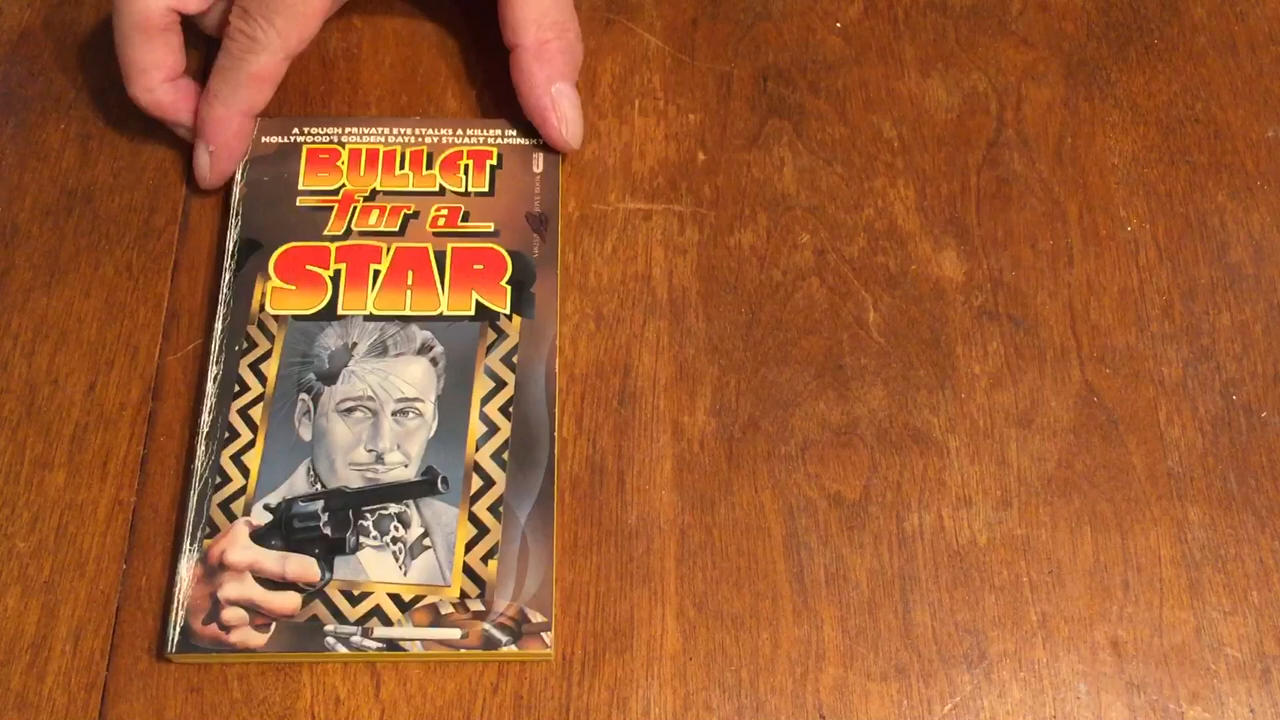 A TOUGH PRIVATE EYE STALKS A KILLER IN
HOLLYWOOD'S GOLDEN DAYS • BY STUART KAMINSKY
BULLET
for a
STAR